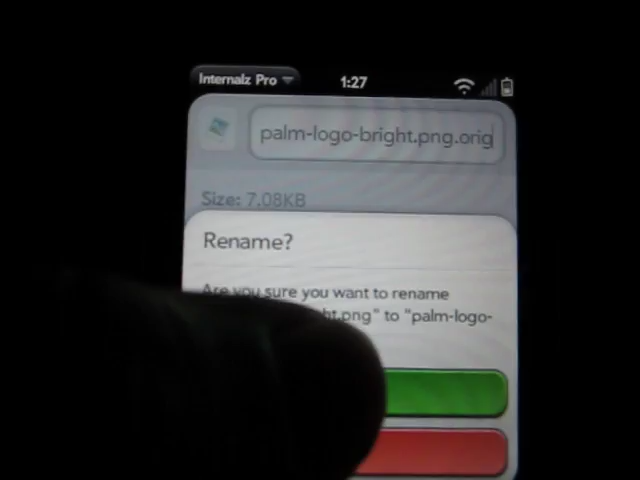 Internalz Pro
1:27
palm-logo-bright.png.orig
Size: 7.08KB
Rename?
Are you sure you want to rename
ht.png" to "palm-logo-